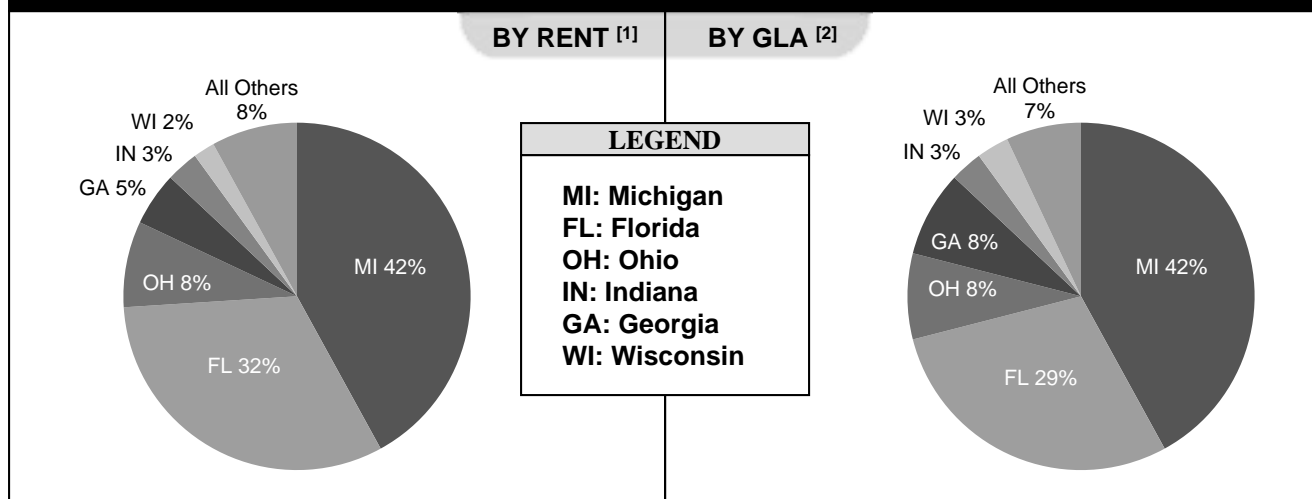 BY RENT [1]
BY GLA [2]
All Others
8%
WI 2%
IN 3%
GA 5%
OH 8%
FL 32%
MI 42%
LEGEND
MI: Michigan
FL: Florida
OH: Ohio
IN: Indiana
GA: Georgia
WI: Wisconsin
All Others
7%
WI 3%
IN 3%
GA 8%
OH 8%
FL 29%
MI 42%